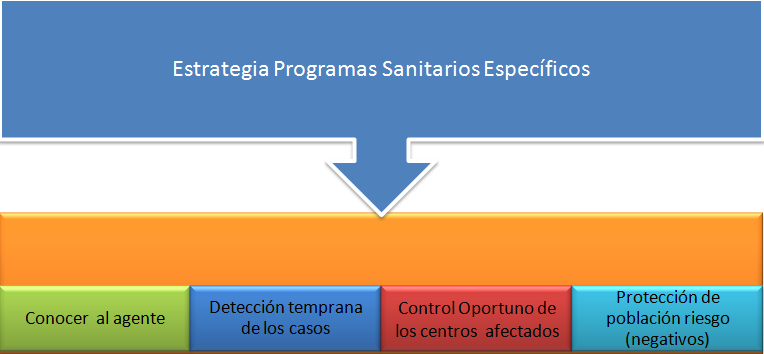 Estrategia Programas Sanitarios Específicos
Conocer al agente
Detección temprana
de los casos
Control Oportuno de
los centros afectados
Protección de
población riesgo
(negativos)